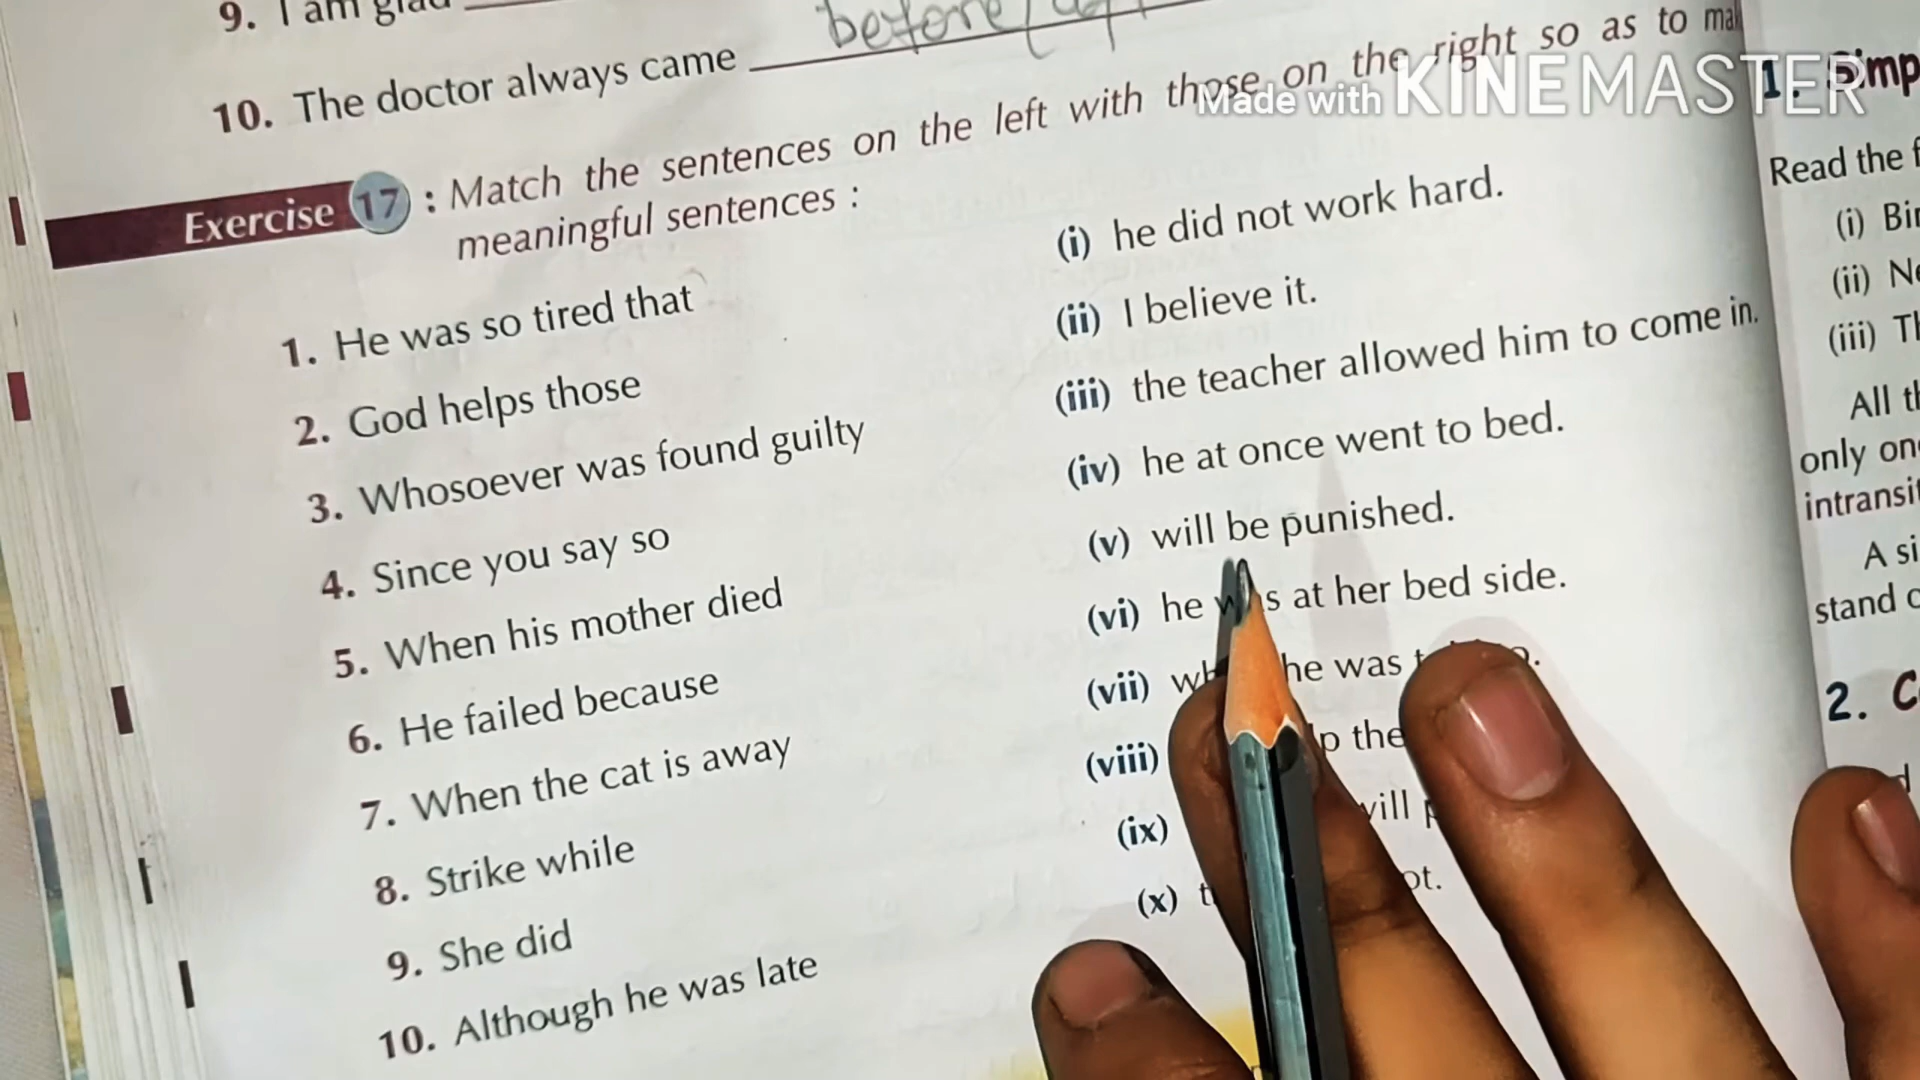 9. I am glad
10. The doctor always came before
Made with KINEMASTER
Exercise 17 : Match the sentences on the left with those on the right so as to
meaningful sentences :
1. He was so tired that
2. God helps those
3. Whosoever was found guilty
4. Since you say so
5. When his mother died
6. He failed because
7. When the cat is away
8. Strike while
9. She did
10. Although he was late
(i) he did not work hard.
(ii) I believe it.
(iii) the teacher allowed him to come in.
(iv) he at once went to bed.
(v) will be punished.
(vi) he was at her bed side.
(vii) he was
(viii)
(ix) will
(x)
1.
Read the
(i)
(ii)
(iii)
All
only
stand
2.